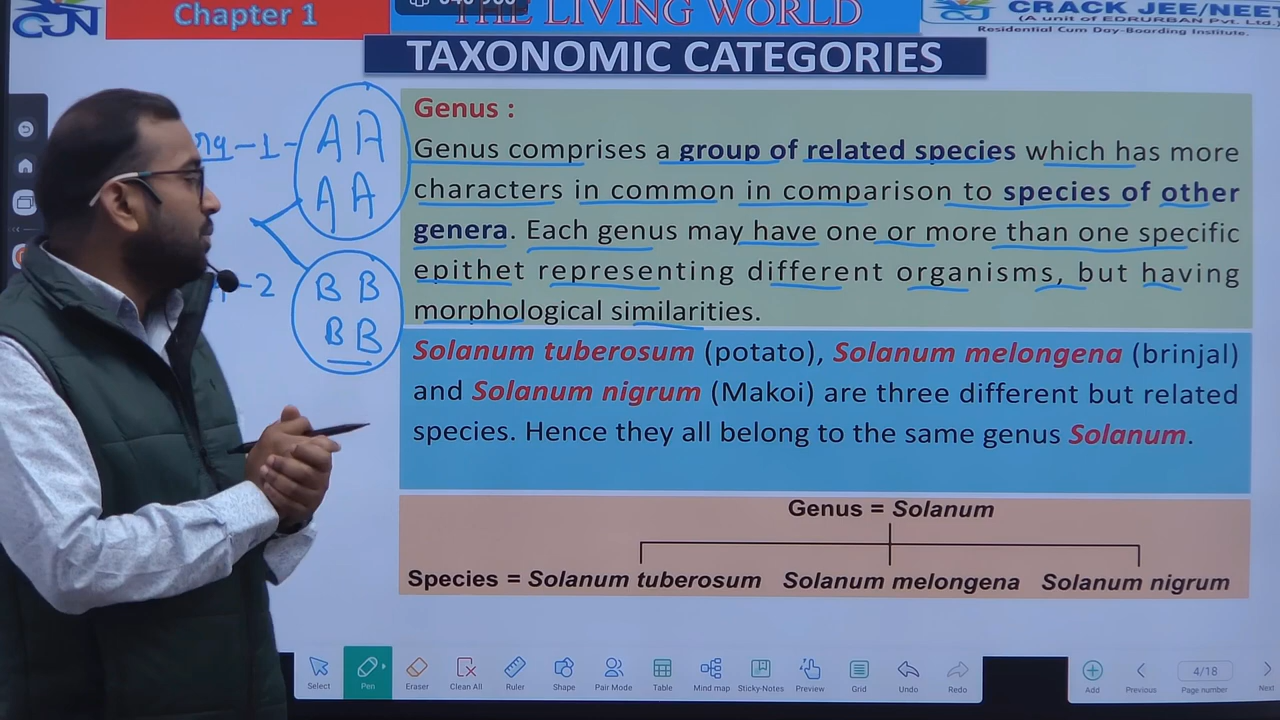 Chapter 1
THE LIVING WORLD
CRACK JEE/NEET
(A unit of EDRURBAN Pvt. Ltd.
Residential Cum Day-Boarding Institute.
TAXONOMIC CATEGORIES
Genus :
Genus comprises a group of related species which has more
characters in common in comparison to species of other
genera. Each genus may have one or more than one specific
epithet representing different organisms, but having
morphological similarities.
-1-
A A
A A
-2
B B
B B
Solanum tuberosum (potato), Solanum melongena (brinjal)
and Solanum nigrum (Makoi) are three different but related
species. Hence they all belong to the same genus Solanum.
Genus = Solanum
Species = Solanum tuberosum Solanum melongena Solanum nigrum
Select Pen Eraser Clean All Ruler Shape Pair Mode Table Mind map Sticky-Notes Preview Grid Undo Redo Add Previous 4/18 Page number Next